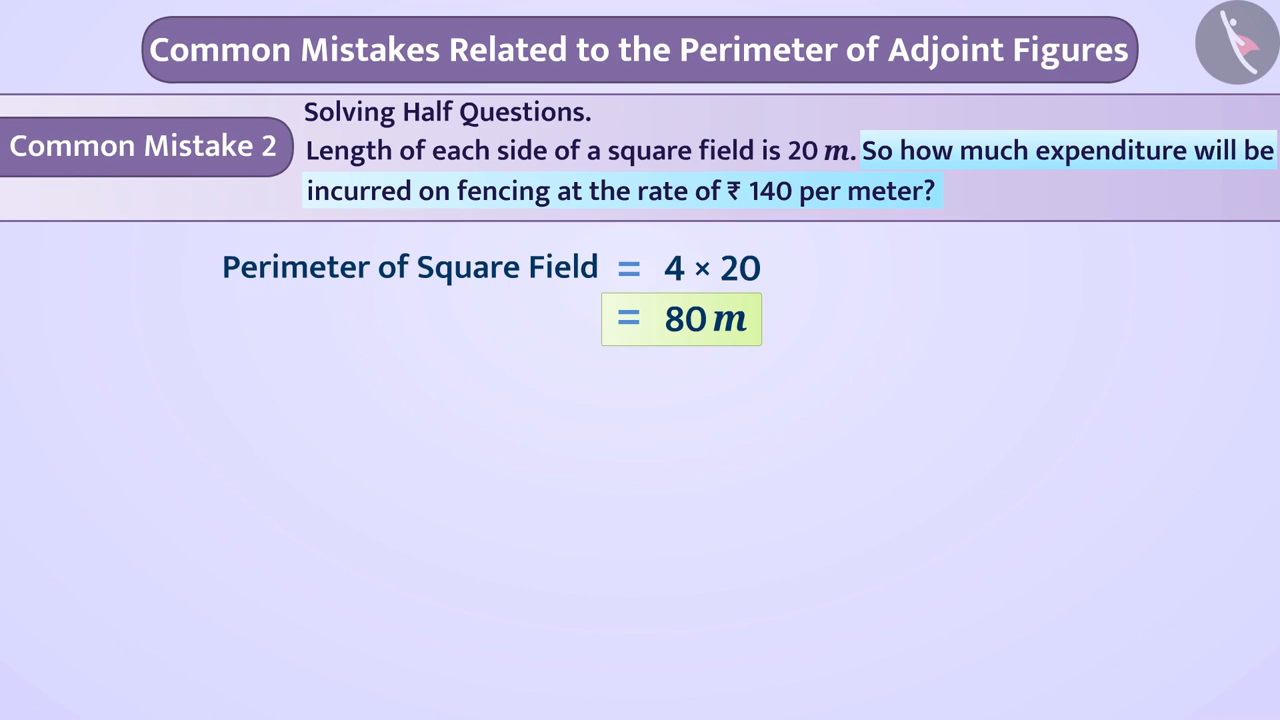 Common Mistakes Related to the Perimeter of Adjoint Figures
Solving Half Questions.
Common Mistake 2
Length of each side of a square field is 20 m. So how much expenditure will be
incurred on fencing at the rate of ₹ 140 per meter?
Perimeter of Square Field = 4 × 20
= 80 m